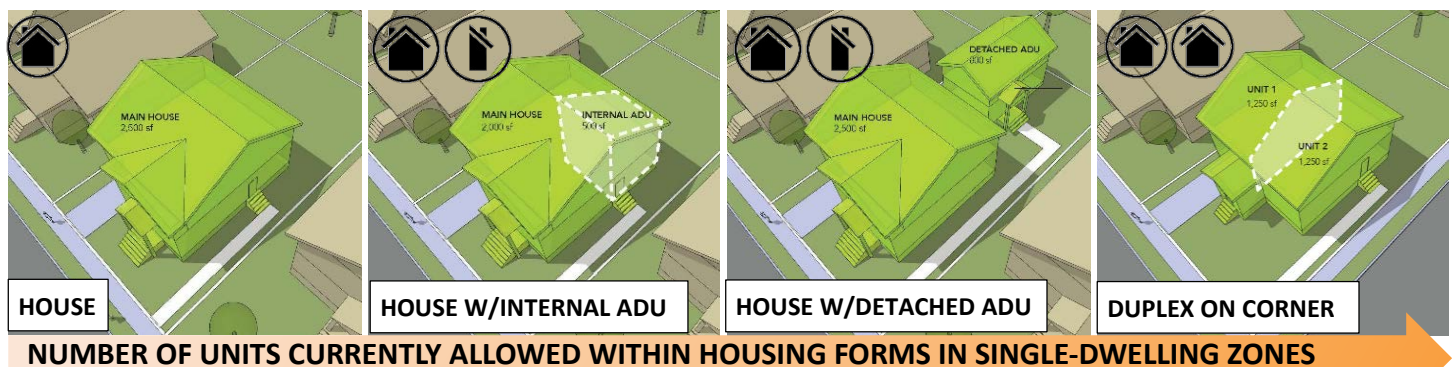 MAIN HOUSE
2,500 sf
HOUSE
MAIN HOUSE
2,000 sf
INTERNAL ADU
500 sf
HOUSE W/INTERNAL ADU
MAIN HOUSE
2,500 sf
DETACHED ADU
800 sf
HOUSE W/DETACHED ADU
UNIT 1
1,250 sf
UNIT 2
1,250 sf
DUPLEX ON CORNER
NUMBER OF UNITS CURRENTLY ALLOWED WITHIN HOUSING FORMS IN SINGLE-DWELLING ZONES